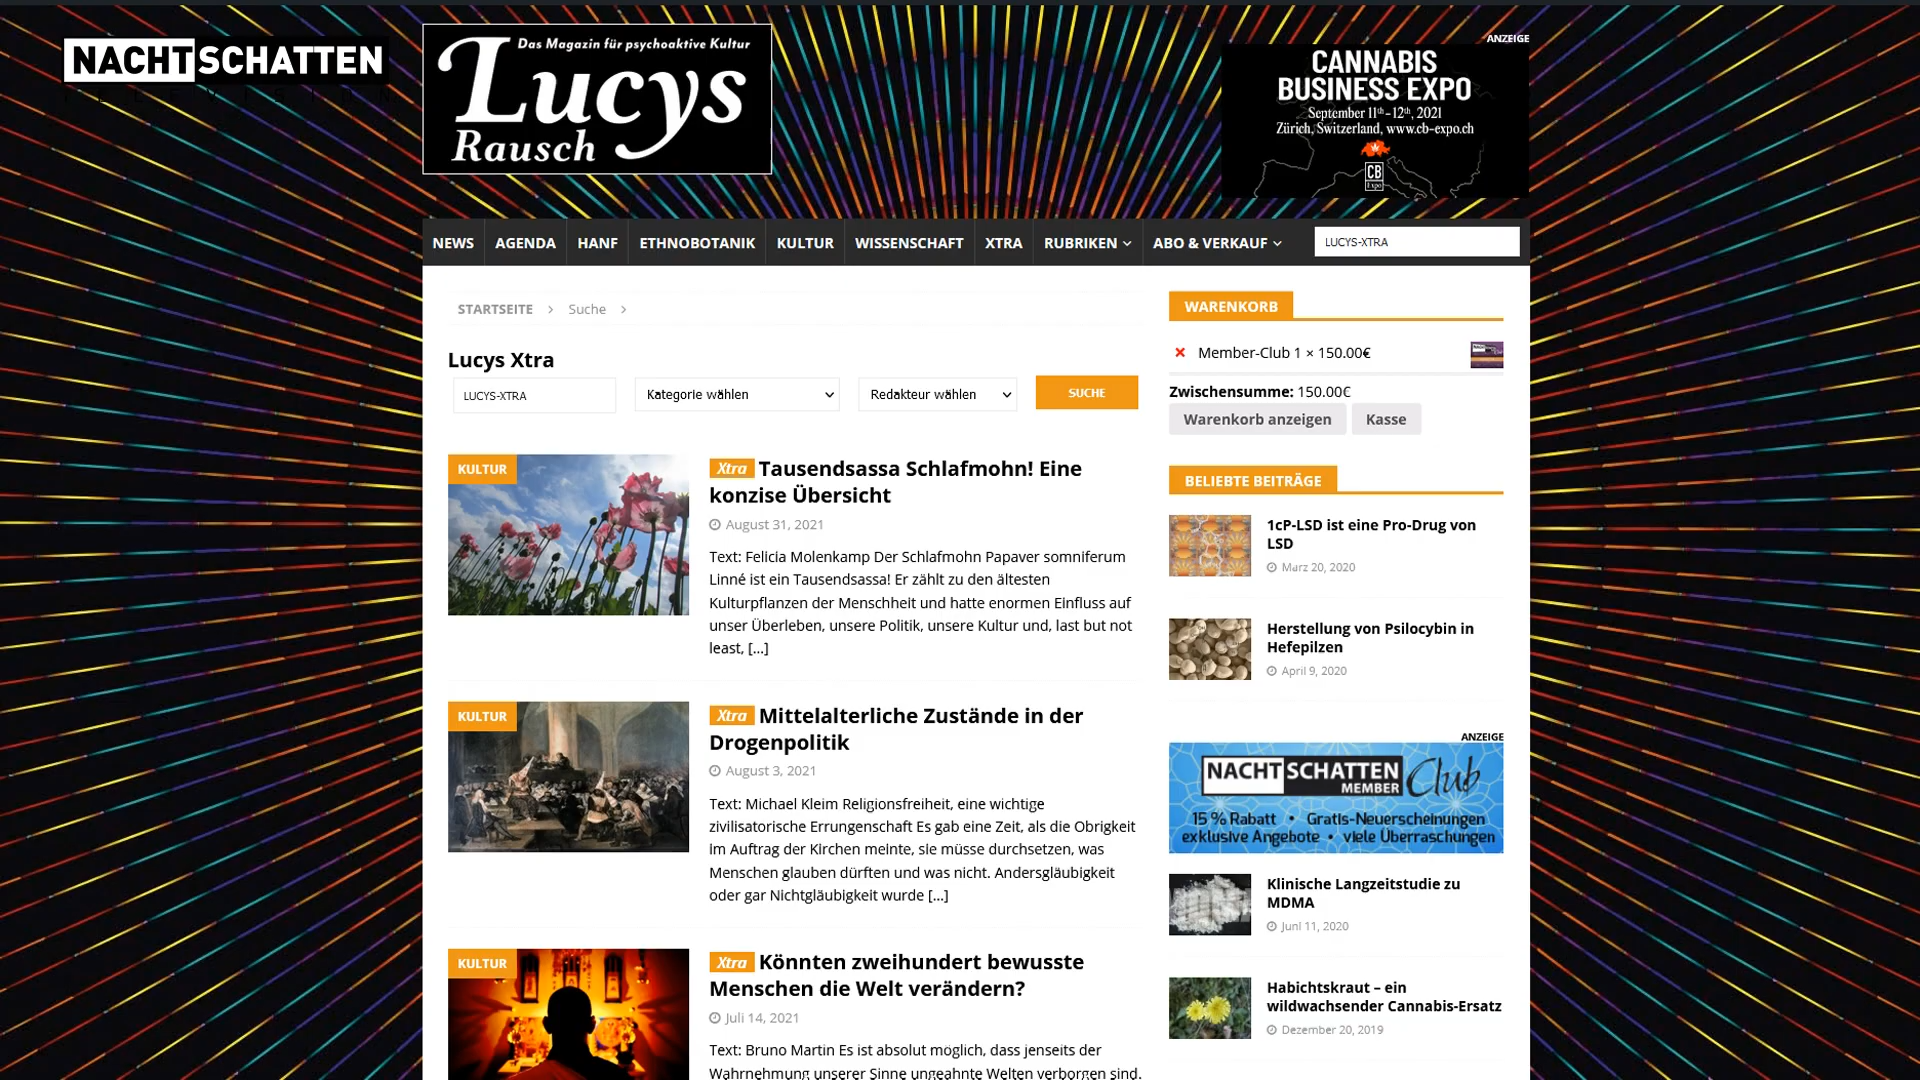 NACHTSCHATTEN
TELEVISION
Das Magazin für psychoaktive Kultur
Lucys
Rausch
ANZEIGE
CANNABIS
BUSINESS EXPO
September 11th–12th, 2021
Zürich, Switzerland, www.cb-expo.ch
CB
Expo
NEWS AGENDA HANF ETHNOBOTANIK KULTUR WISSENSCHAFT XTRA RUBRIKEN ABO & VERKAUF LUCYS-XTRA
STARTSEITE > Suche >
Lucys Xtra
LUCYS-XTRA Kategorie wählen Redakteur wählen SUCHE
KULTUR
Xtra Tausendsassa Schlafmohn! Eine
konzise Übersicht
August 31, 2021
Text: Felicia Molenkamp Der Schlafmohn Papaver somniferum
Linné ist ein Tausendsassa! Er zählt zu den ältesten
Kulturpflanzen der Menschheit und hatte enormen Einfluss auf
unser Überleben, unsere Politik, unsere Kultur und, last but not
least, [...]
KULTUR
Xtra Mittelalterliche Zustände in der
Drogenpolitik
August 3, 2021
Text: Michael Kleim Religionsfreiheit, eine wichtige
zivilisatorische Errungenschaft Es gab eine Zeit, als die Obrigkeit
im Auftrag der Kirchen meinte, sie müsse durchsetzen, was
Menschen glauben dürften und was nicht. Andersgläubigkeit
oder gar Nichtgläubigkeit wurde [...]
KULTUR
Xtra Könnten zweihundert bewusste
Menschen die Welt verändern?
Juli 14, 2021
Text: Bruno Martin Es ist absolut möglich, dass jenseits der
Wahrnehmung unserer Sinne ungeahnte Welten verborgen sind.
WARENKORB
× Member-Club 1 × 150.00€
Zwischensumme: 150.00€
Warenkorb anzeigen Kasse
BELIEBTE BEITRÄGE
1cP-LSD ist eine Pro-Drug von
LSD
März 20, 2020
Herstellung von Psilocybin in
Hefepilzen
April 9, 2020
ANZEIGE
NACHTSCHATTEN
MEMBER Club
15 % Rabatt • Gratis-Neuerscheinungen
exklusive Angebote • viele Überraschungen
Klinische Langzeitstudie zu
MDMA
Juni 11, 2020
Habichtskraut – ein
wildwachsender Cannabis-Ersatz
Dezember 20, 2019